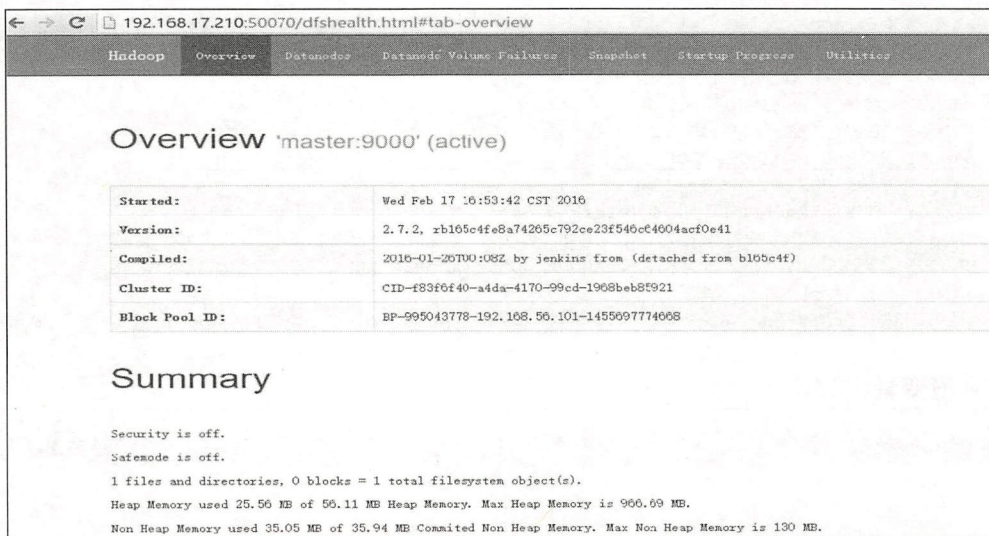 192.168.17.210:50070/dfshealth.html#tab-overview
Hadoop Overview Datanodes Datanode Volume Failures Snapshot Startup Progress Utilities
Overview 'master:9000' (active)
Started: Wed Feb 17 16:53:42 CST 2016
Version: 2.7.2,
Compiled: 2016-01-26T00:08Z by jenkins from (detached from b165c4f)
Cluster ID: CID-f83f6f40-a4da-4170-99cd-1968beb85921
Block Pool ID: BP-995043778-192.168.56.101-1455697774668
Summary
Security is off.
Safemode is off.
1 files and directories, 0 blocks = 1 total filesystem object(s).
Heap Memory used 25.56 MB of 56.11 MB Heap Memory. Max Heap Memory is 966.69 MB.
Non Heap Memory used 35.05 MB of 35.94 MB Commited Non Heap Memory. Max Non Heap Memory is 130 MB.